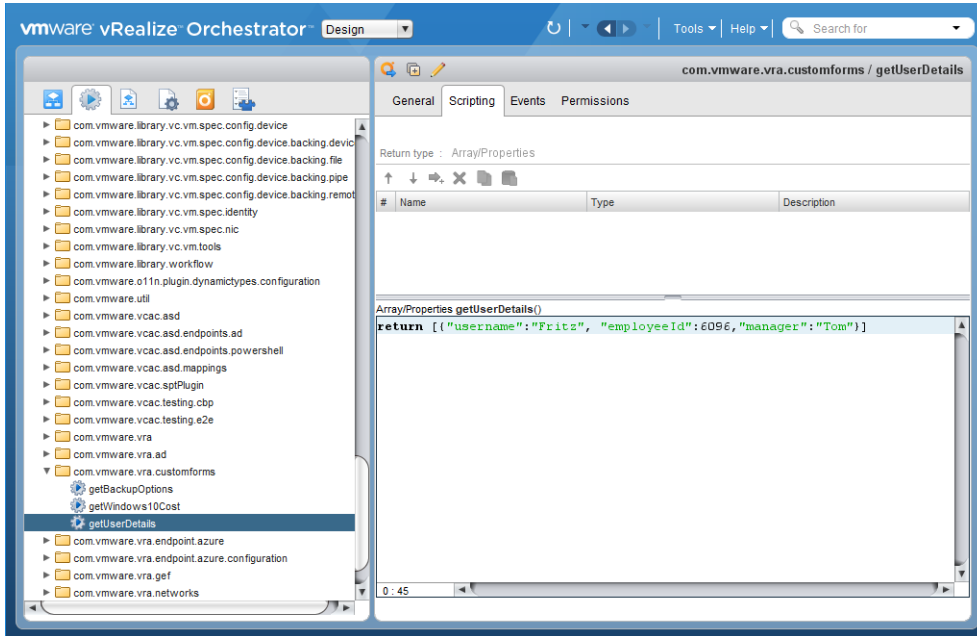 vmware vRealize Orchestrator Design Tools Help Search for
com.vmware.vra.customforms / getUserDetails
General Scripting Events Permissions
com.vmware.library.vc.vm.spec.config.device
com.vmware.library.vc.vm.spec.config.device.backing.devic
com.vmware.library.vc.vm.spec.config.device.backing.file
com.vmware.library.vc.vm.spec.config.device.backing.pipe
com.vmware.library.vc.vm.spec.config.device.backing.remot
com.vmware.library.vc.vm.spec.identity
com.vmware.library.vc.vm.spec.nic
com.vmware.library.vc.vm.tools
com.vmware.library.workflow
com.vmware.o11n.plugin.dynamictypes.configuration
com.vmware.util
com.vmware.vcac.asd
com.vmware.vcac.asd.endpoints.ad
com.vmware.vcac.asd.endpoints.powershell
com.vmware.vcac.asd.mappings
com.vmware.vcac.sptPlugin
com.vmware.vcac.testing.cbp
com.vmware.vcac.testing.e2e
com.vmware.vra
com.vmware.vra.ad
com.vmware.vra.customforms
getBackupOptions
getWindows10Cost
getUserDetails
com.vmware.vra.endpoint.azure
com.vmware.vra.endpoint.azure.configuration
com.vmware.vra.gef
com.vmware.vra.networks
Return type : Array/Properties
# Name Type Description
Array/Properties getUserDetails()
return [{"username":"Fritz", "employeeId":6096,"manager":"Tom"}]
0 : 45